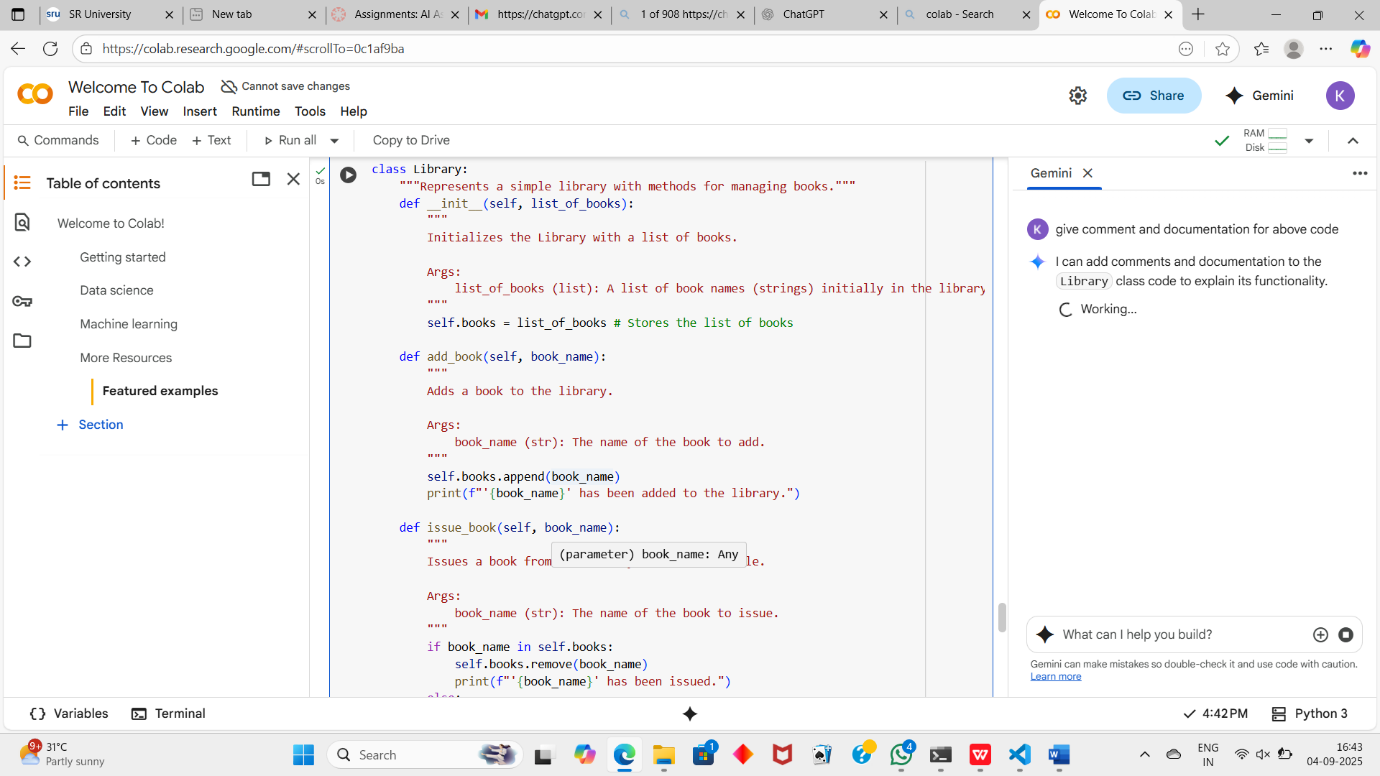 SR University
New tab
Assignments: AI As
https://chatgpt.co
1 of 908 https://ch
ChatGPT
colab - Search
Welcome To Colab
https://colab.research.google.com/#scrollTo=0c1af9ba
Welcome To Colab
Cannot save changes
File Edit View Insert Runtime Tools Help
Share
Gemini
K
Commands
+ Code + Text
Run all
Copy to Drive
RAM
Disk
Table of contents
Welcome to Colab!
Getting started
Data science
Machine learning
More Resources
Featured examples
+ Section
0s
class Library:
"""Represents a simple library with methods for managing books."""
def __init__(self, list_of_books):
"""
Initializes the Library with a list of books.
Args:
list_of_books (list): A list of book names (strings) initially in the library
"""
self.books = list_of_books # Stores the list of books
def add_book(self, book_name):
"""
Adds a book to the library.
Args:
book_name (str): The name of the book to add.
"""
self.books.append(book_name)
print(f"'{book_name}' has been added to the library.")
def issue_book(self, book_name):
"""
(parameter) book_name: Any
Issues a book from
Args:
book_name (str): The name of the book to issue.
"""
if book_name in self.books:
self.books.remove(book_name)
print(f"'{book_name}' has been issued.")
Gemini
K
give comment and documentation for above code
I can add comments and documentation to the
Library class code to explain its functionality.
Working...
What can I help you build?
Gemini can make mistakes so double-check it and use code with caution.
Learn more
{} Variables
Terminal
4:42 PM
Python 3
9+
31°C
Partly sunny
Search
1
4
ENG
IN
16:43
04-09-2025